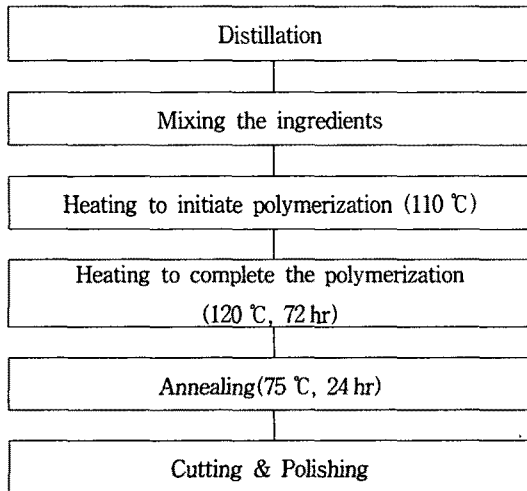 Distillation
Mixing the ingredients
Heating to initiate polymerization (110 ℃)
Heating to complete the polymerization
(120 ℃, 72 hr)
Annealing(75 ℃, 24 hr)
Cutting & Polishing